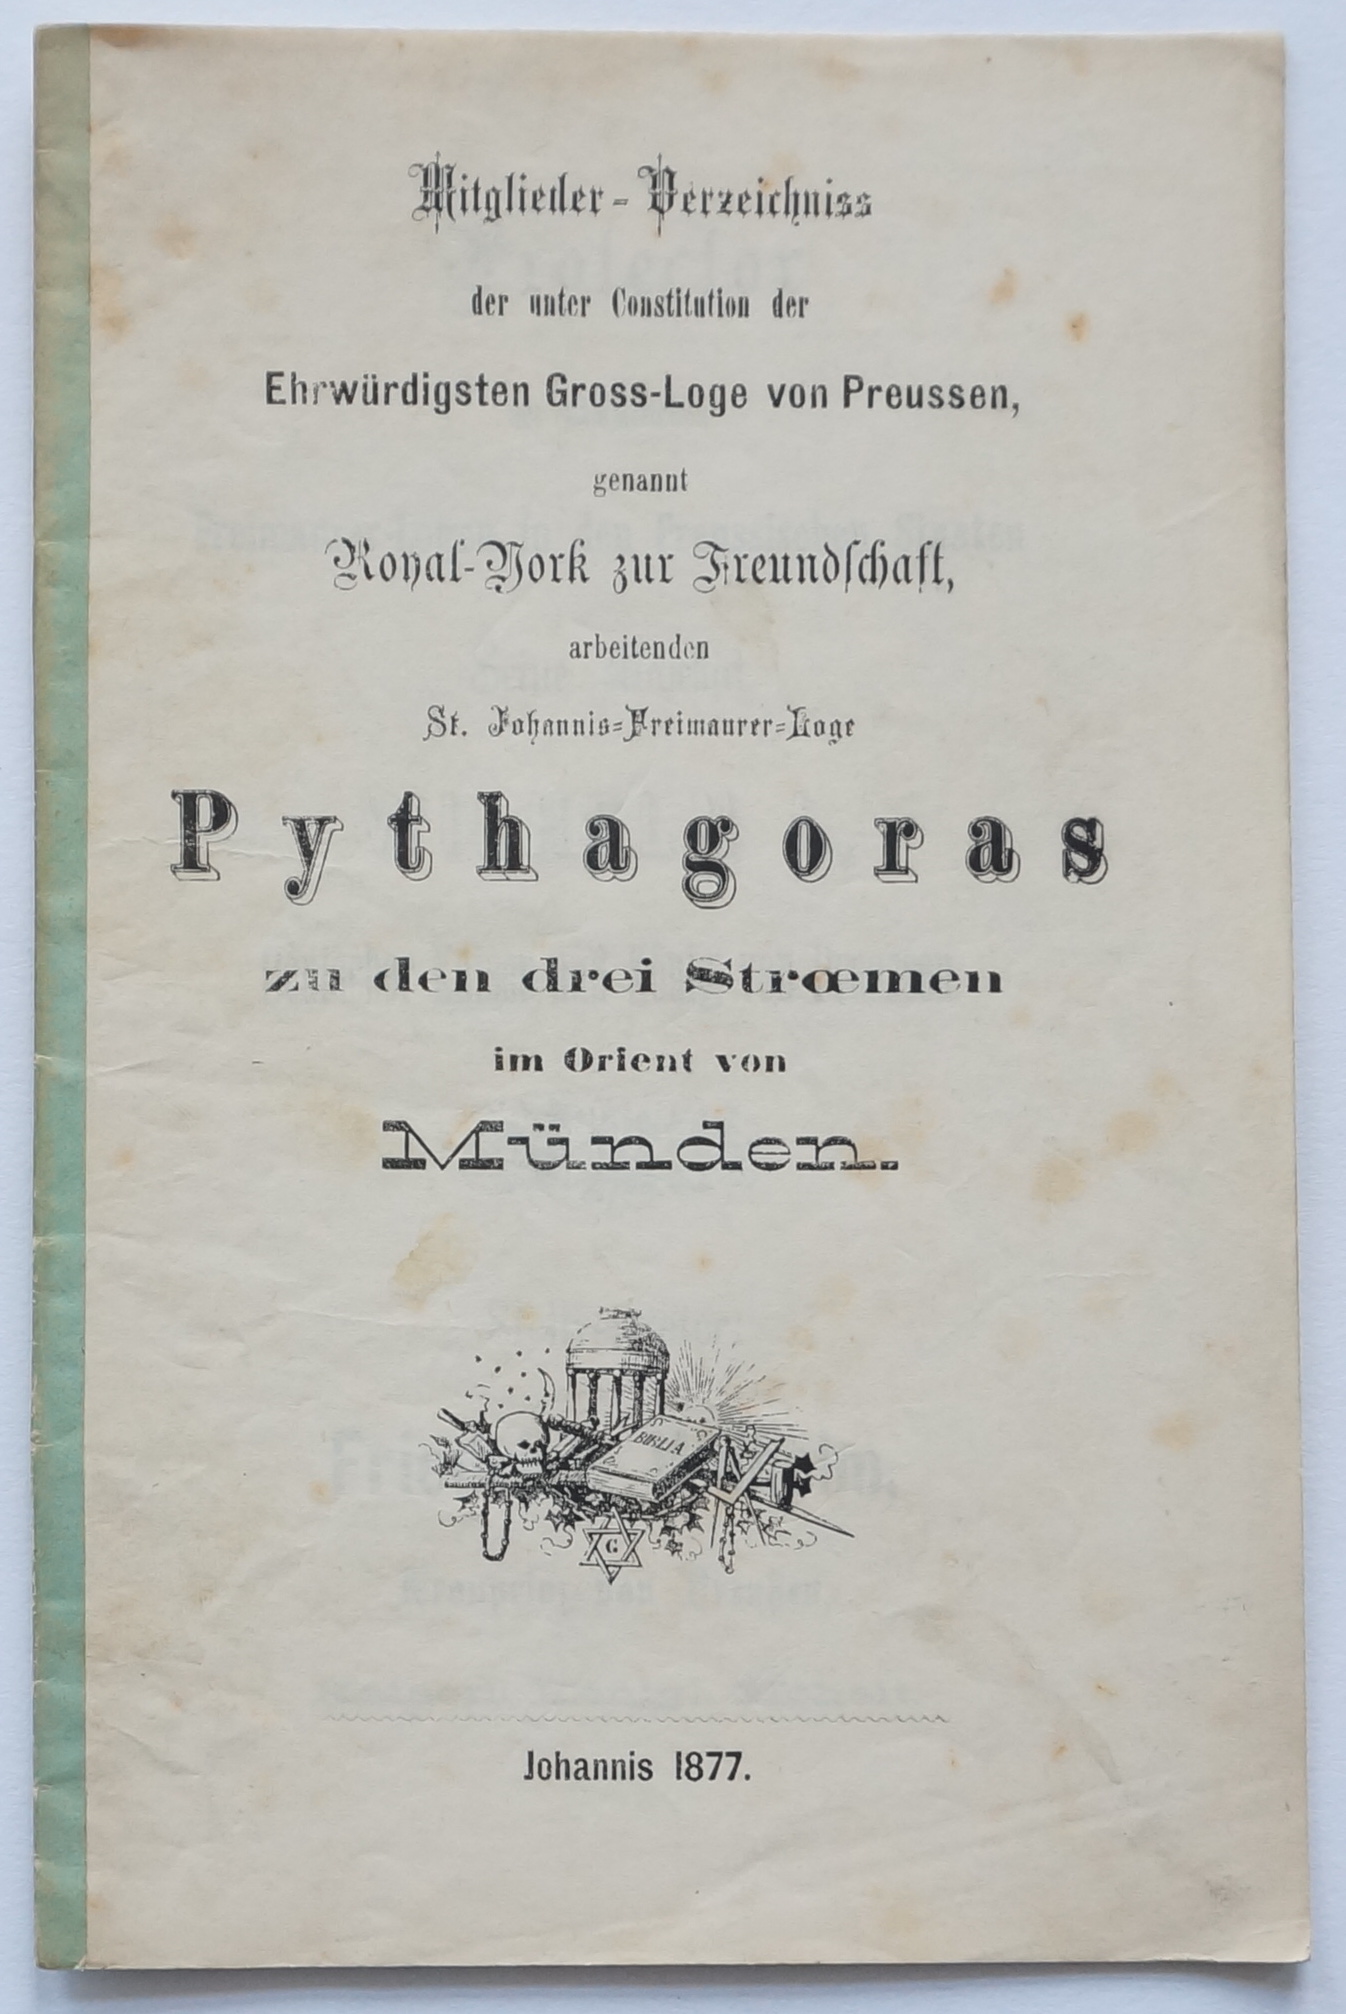 Mitglieder-Verzeichniss
der unter Constitution der
Ehrwürdigsten Gross-Loge von Preussen,
genannt
Royal-York zur Freundſchaft,
arbeitenden
St. Johannis-Freimaurer-Loge
Pythagoras
zu den drei Strœmen
im Orient von
Münden.
BIBLIA
G
Johannis 1877.